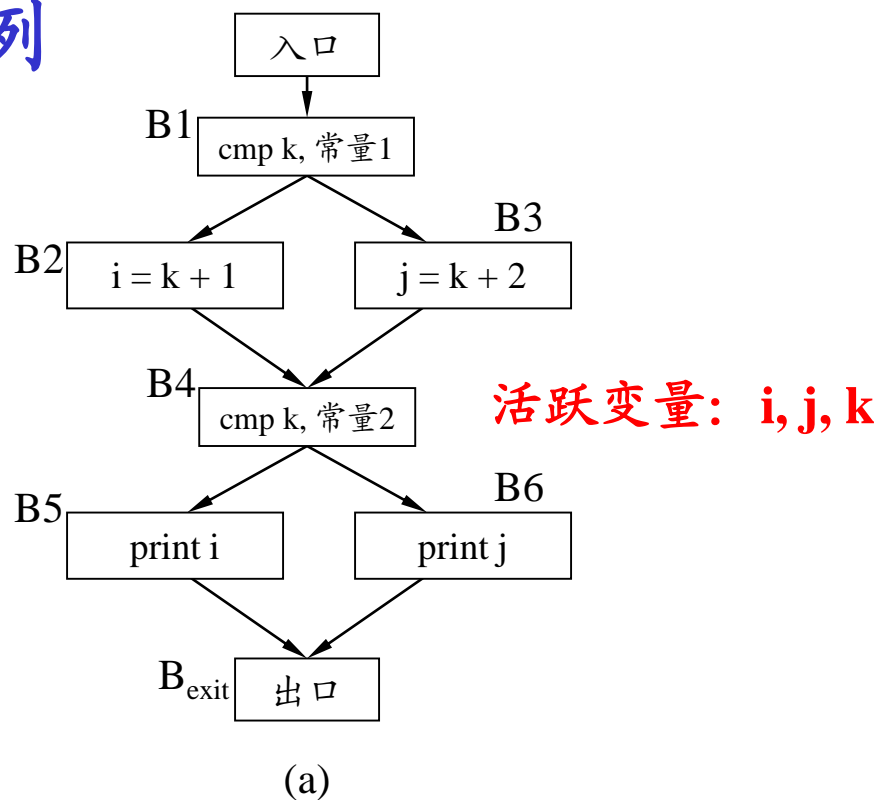 例
入口
B1
cmp k, 常量1
B3
B2
i = k + 1
j = k + 2
B4
cmp k, 常量2
活跃变量: i, j, k
B6
B5
print i
print j
Bexit
出口
(a)